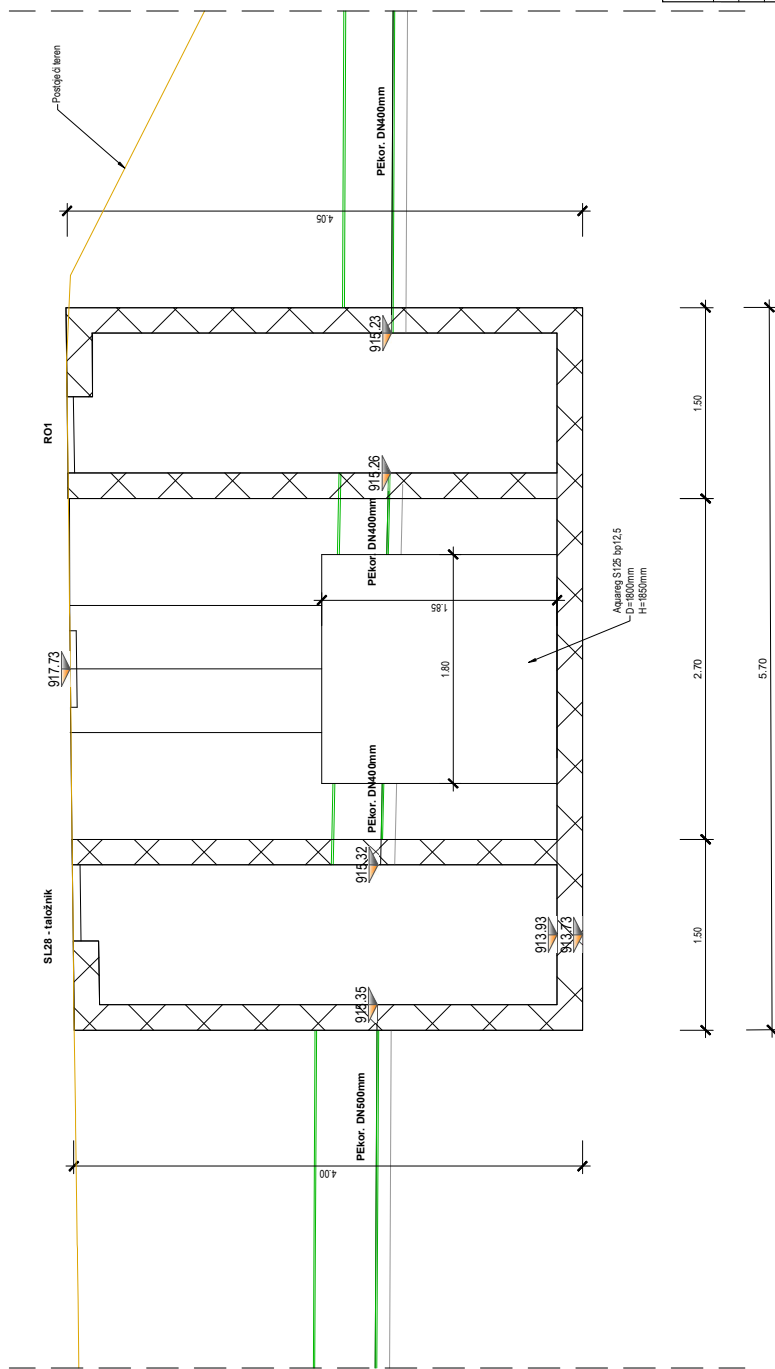 SL28 - taložnik
RO1
Postojeći teren
917.73
4.00
4.05
PEkor. DN500mm
PEkor. DN400mm
PEkor. DN400mm
PEkor. DN400mm
915.35
915.32
915.26
915.23
1.85
1.80
913.93
913.73
Aquareg S125 bp12,5
D=1800mm
H=1850mm
1.50
2.70
1.50
5.70